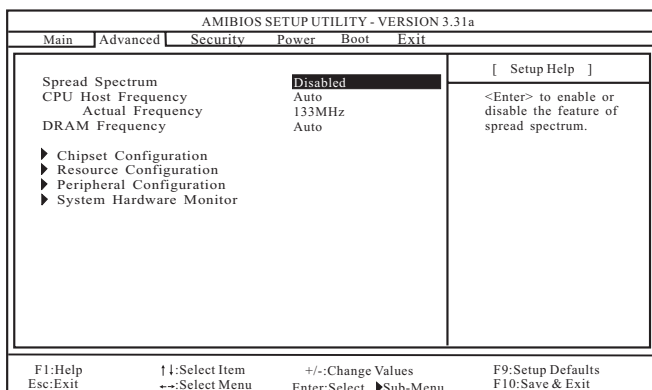 AMIBIOS SETUP UTILITY - VERSION 3.31a
Main Advanced Security Power Boot Exit
[ Setup Help ]
Spread Spectrum Disabled
CPU Host Frequency Auto
Actual Frequency 133MHz
DRAM Frequency Auto
Chipset Configuration
Resource Configuration
Peripheral Configuration
System Hardware Monitor
<Enter> to enable or
disable the feature of
spread spectrum.
F1:Help ↑↓:Select Item +/-:Change Values F9:Setup Defaults
Esc:Exit ←→:Select Menu Enter:Select ▶Sub-Menu F10:Save & Exit